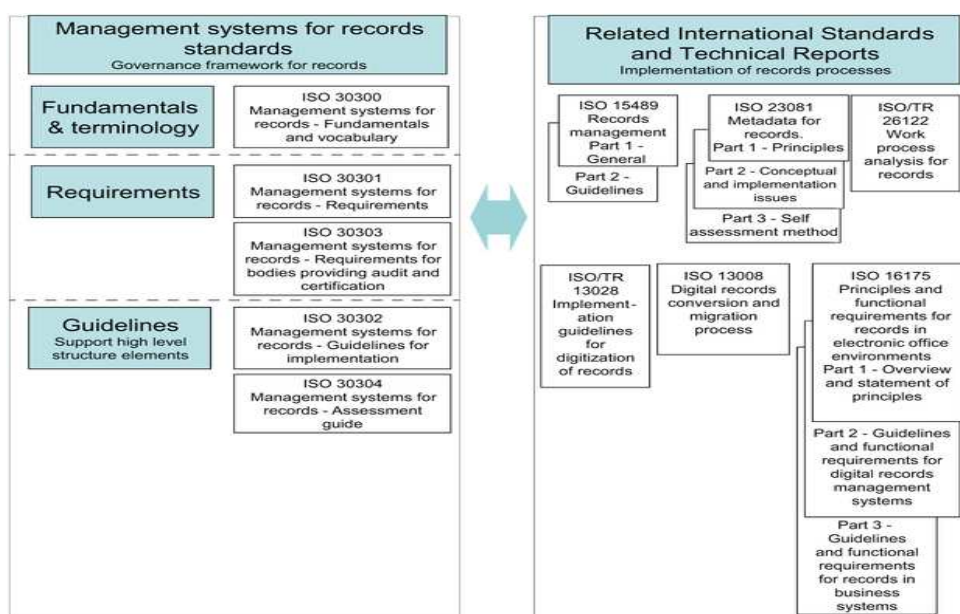 Management systems for records
standards
Governance framework for records
Fundamentals
& terminology
ISO 30300
Management systems for
records - Fundamentals
and vocabulary
Requirements
ISO 30301
Management systems for
records - Requirements
ISO 30303
Management systems for
records - Requirements for
bodies providing audit and
certification
Guidelines
Support high level
structure elements
ISO 30302
Management systems for
records - Guidelines for
implementation
ISO 30304
Management systems for
records - Assessment
guide
Related International Standards
and Technical Reports
Implementation of records processes
ISO 15489
Records
management
Part 1 -
General
Part 2 -
Guidelines
ISO 23081
Metadata for
records.
Part 1 - Principles
Part 2 - Conceptual
and implementation
issues
Part 3 - Self
assessment method
ISO/TR
26122
Work
process
analysis for
records
ISO/TR
13028
Implement-
ation
guidelines
for
digitization
of records
ISO 13008
Digital records
conversion and
migration
process
ISO 16175
Principles and
functional
requirements for
records in
electronic office
environments
Part 1 - Overview
and statement of
principles
Part 2 - Guidelines
and functional
requirements for
digital records
management
systems
Part 3 -
Guidelines
and functional
requirements
for records in
business
systems